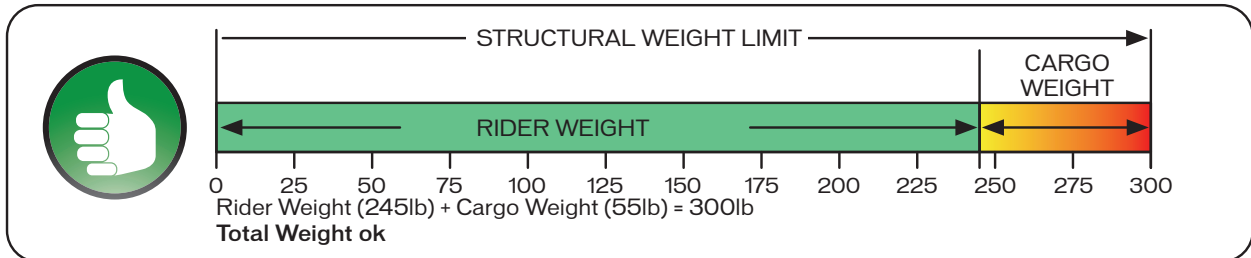 STRUCTURAL WEIGHT LIMIT
CARGO
WEIGHT
RIDER WEIGHT
0 25 50 75 100 125 150 175 200 225 250 275 300
Rider Weight (245lb) + Cargo Weight (55lb) = 300lb
Total Weight ok